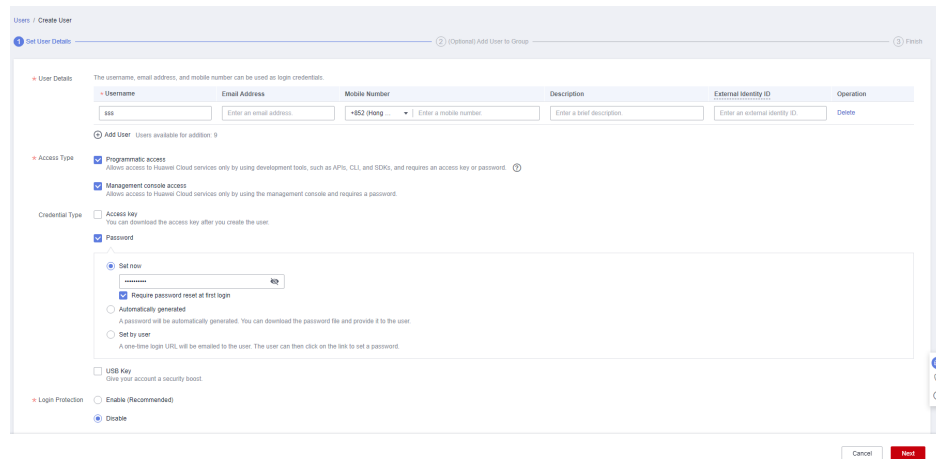 Users / Create User
1 Set User Details
2 (Optional) Add User to Group
3 Finish
* User Details
The username, email address, and mobile number can be used as login credentials.
* Username Email Address Mobile Number Description External Identity ID Operation
sss Enter an email address. +852 (Hong ... Enter a mobile number. Enter a brief description. Enter an external identity ID. Delete
Add User Users available for addition: 9
* Access Type
Programmatic access
Allows access to Huawei Cloud services only by using development tools, such as APIs, CLI, and SDKs, and requires an access key or password. ?
Management console access
Allows access to Huawei Cloud services only by using the management console and requires a password.
Credential Type
Access key
You can download the access key after you create the user.
Password
Set now
••••••••••
Require password reset at first login
Automatically generated
A password will be automatically generated. You can download the password file and provide it to the user.
Set by user
A one-time login URL will be emailed to the user. The user can then click on the link to set a password.
USB Key
Give your account a security boost.
* Login Protection
Enable (Recommended)
Disable
Cancel Next